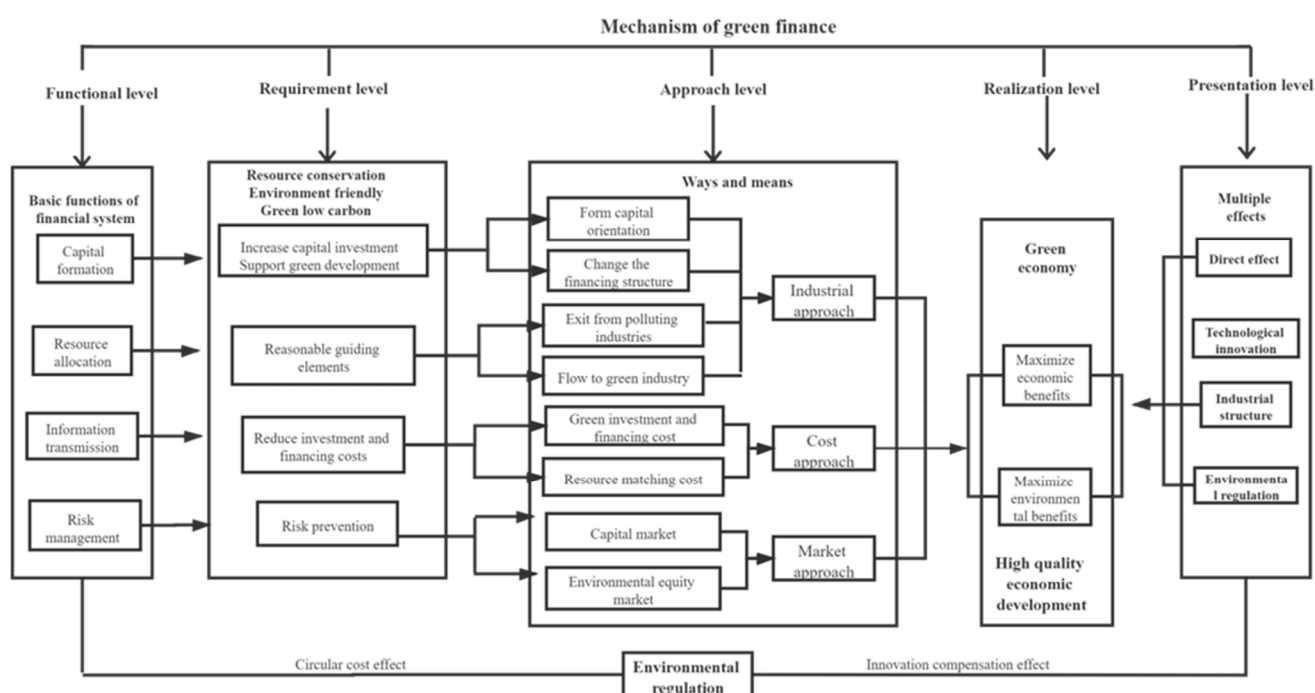 Mechanism of green finance
Functional level
Requirement level
Approach level
Realization level
Presentation level
Basic functions of
financial system
Capital
formation
Resource
allocation
Information
transmission
Risk
management
Resource conservation
Environment friendly
Green low carbon
Increase capital investment
Support green development
Reasonable guiding
elements
Reduce investment and
financing costs
Risk prevention
Ways and means
Form capital
orientation
Change the
financing structure
Exit from polluting
industries
Flow to green industry
Green investment and
financing cost
Resource matching cost
Capital market
Environmental equity
market
Industrial
approach
Cost
approach
Market
approach
Green
economy
Maximize
economic
benefits
Maximize
environmen
tal benefits
High quality
economic
development
Multiple
effects
Direct effect
Technological
innovation
Industrial
structure
Environmenta
l regulation
Circular cost effect
Environmental
regulation
Innovation compensation effect